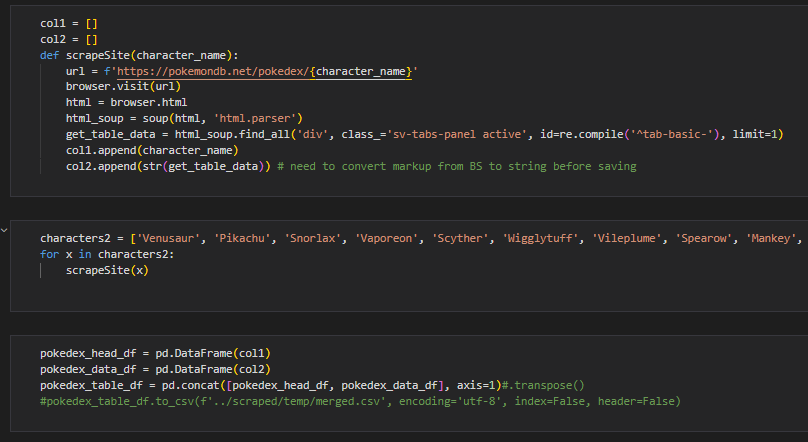 col1 = []
col2 = []
def scrapeSite(character_name):
    url = f'https://pokemondb.net/pokedex/{character_name}'
    browser.visit(url)
    html = browser.html
    html_soup = soup(html, 'html.parser')
    get_table_data = html_soup.find_all('div', class_='sv-tabs-panel active', id=re.compile('^tab-basic-'), limit=1)
    col1.append(character_name)
    col2.append(str(get_table_data)) # need to convert markup from BS to string before saving
characters2 = ['Venusaur', 'Pikachu', 'Snorlax', 'Vaporeon', 'Scyther', 'Wigglytuff', 'Vileplume', 'Spearow', 'Mankey',
for x in characters2:
    scrapeSite(x)
pokedex_head_df = pd.DataFrame(col1)
pokedex_data_df = pd.DataFrame(col2)
pokedex_table_df = pd.concat([pokedex_head_df, pokedex_data_df], axis=1)#.transpose()
#pokedex_table_df.to_csv(f'../scraped/temp/merged.csv', encoding='utf-8', index=False, header=False)